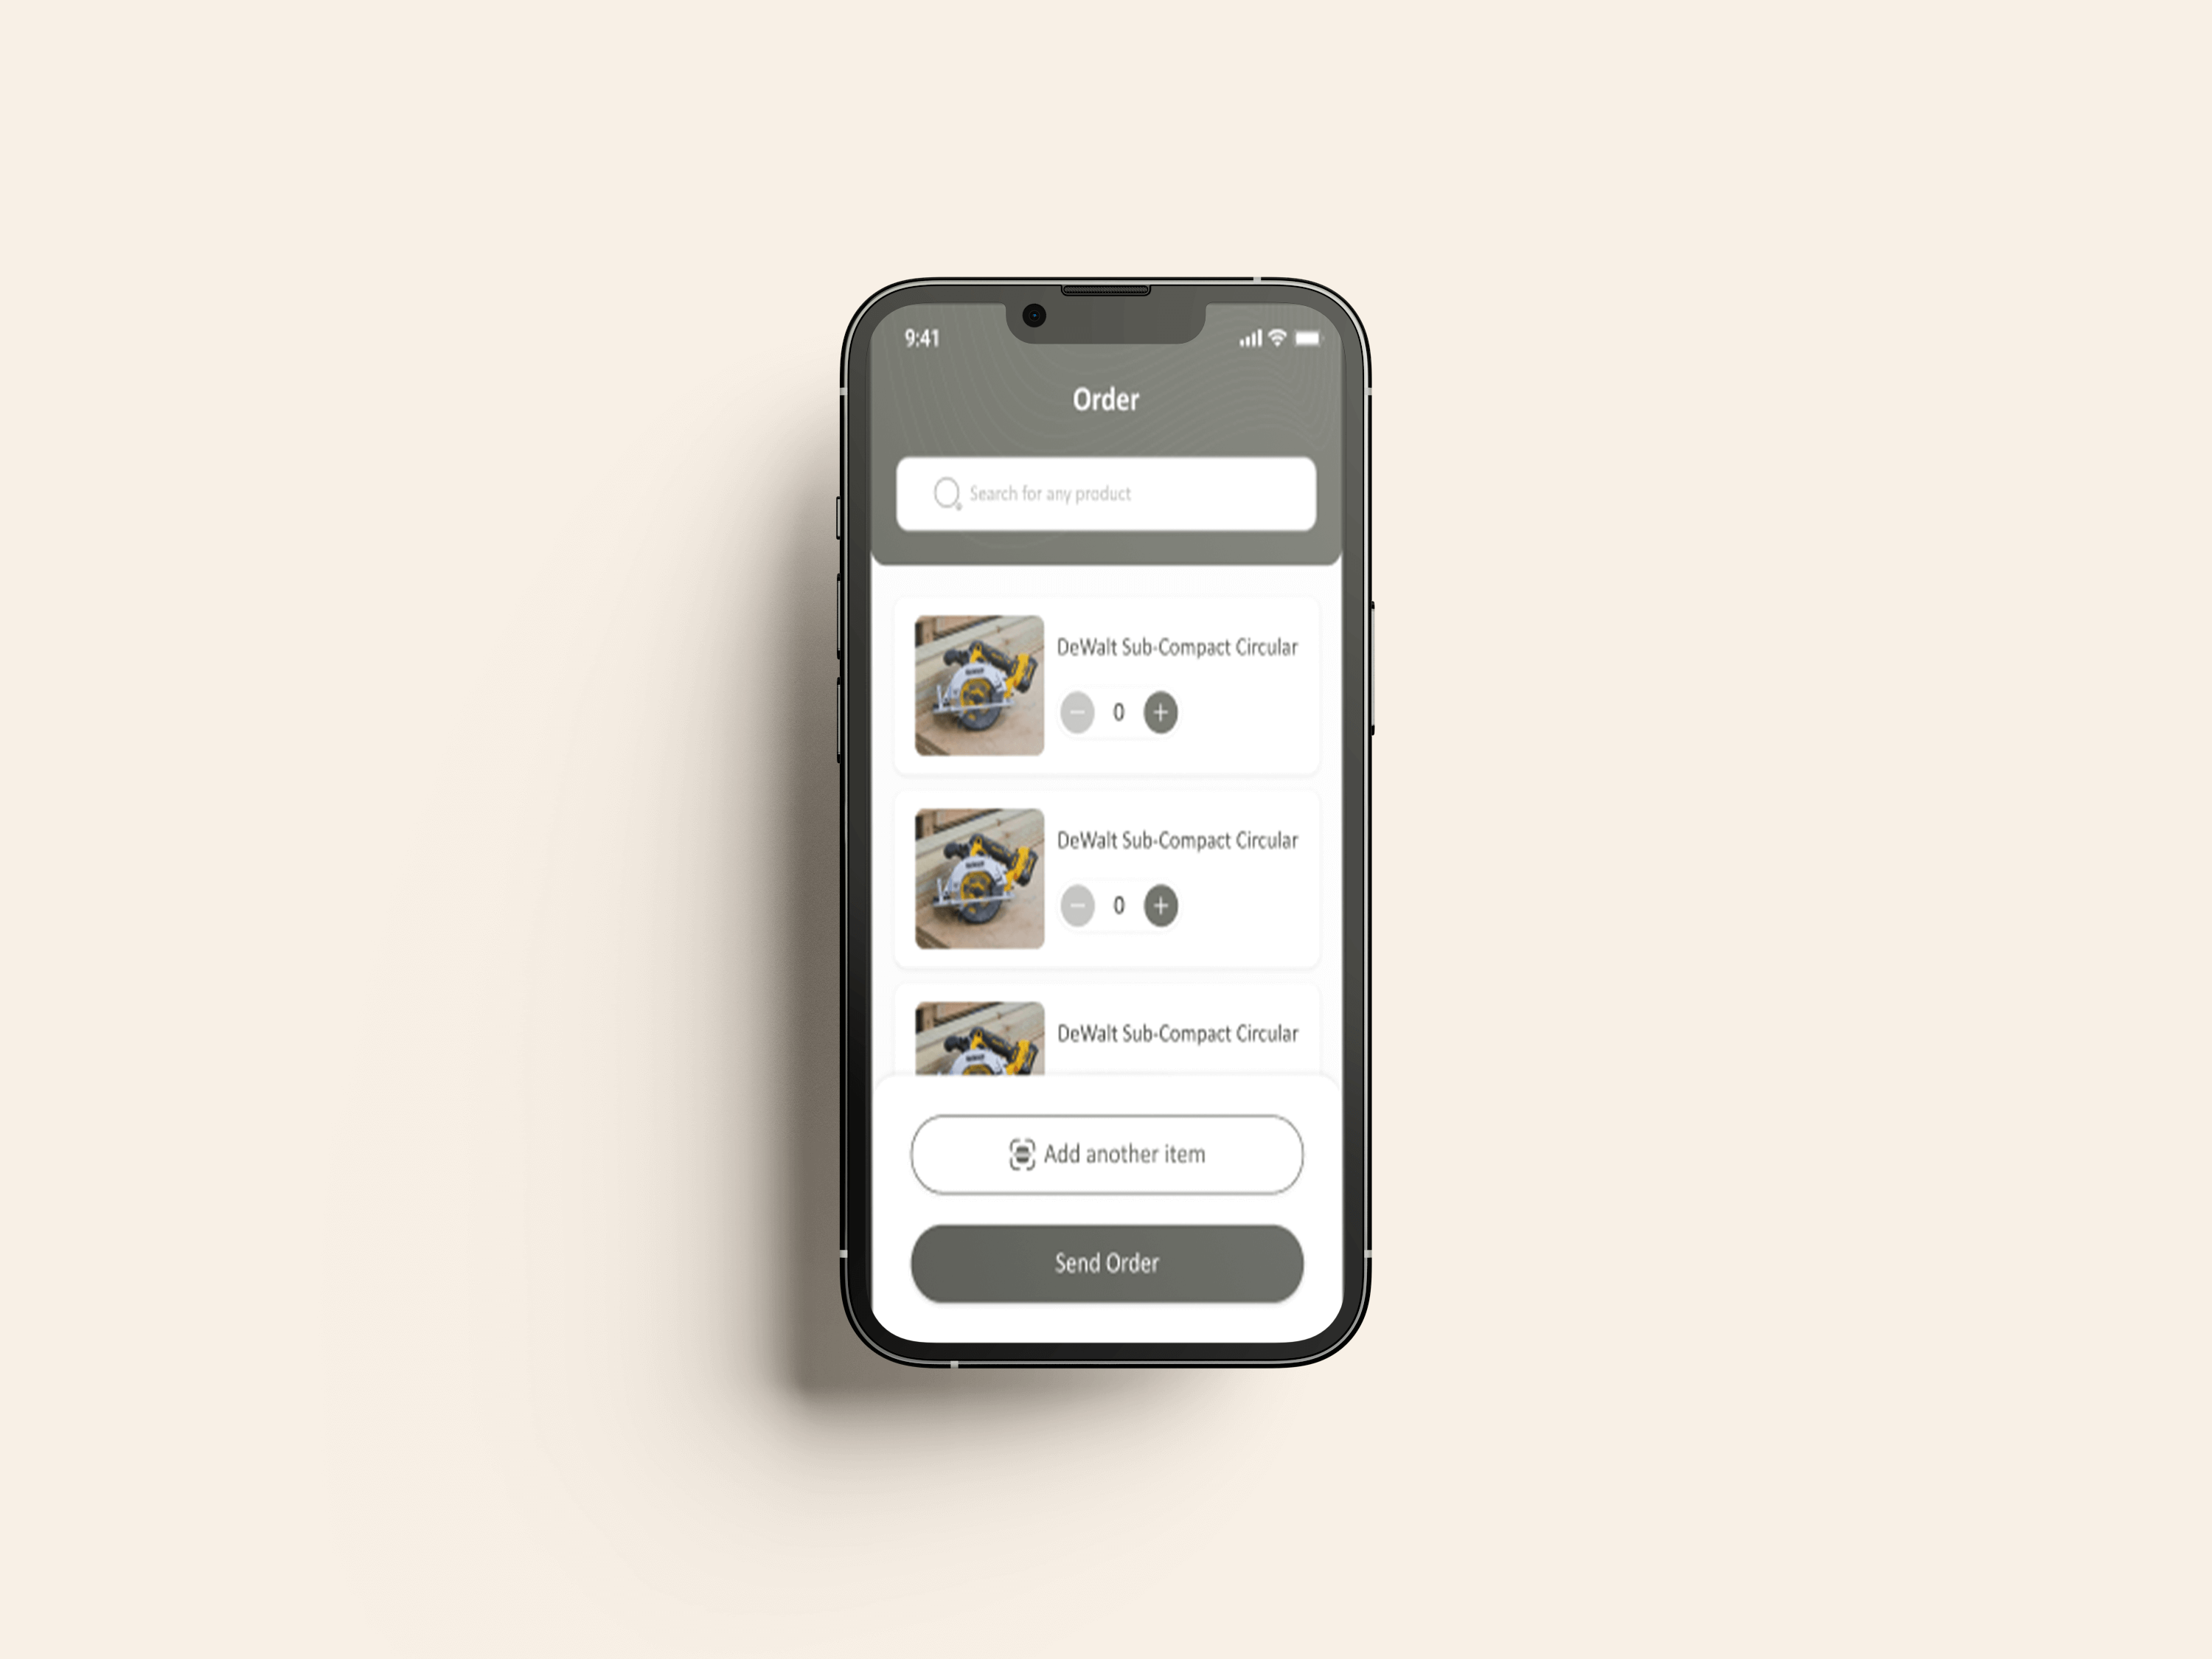 9:41
Order
Search for any product
DeWalt Sub-Compact Circular
0
DeWalt Sub-Compact Circular
0
DeWalt Sub-Compact Circular
Add another item
Send Order